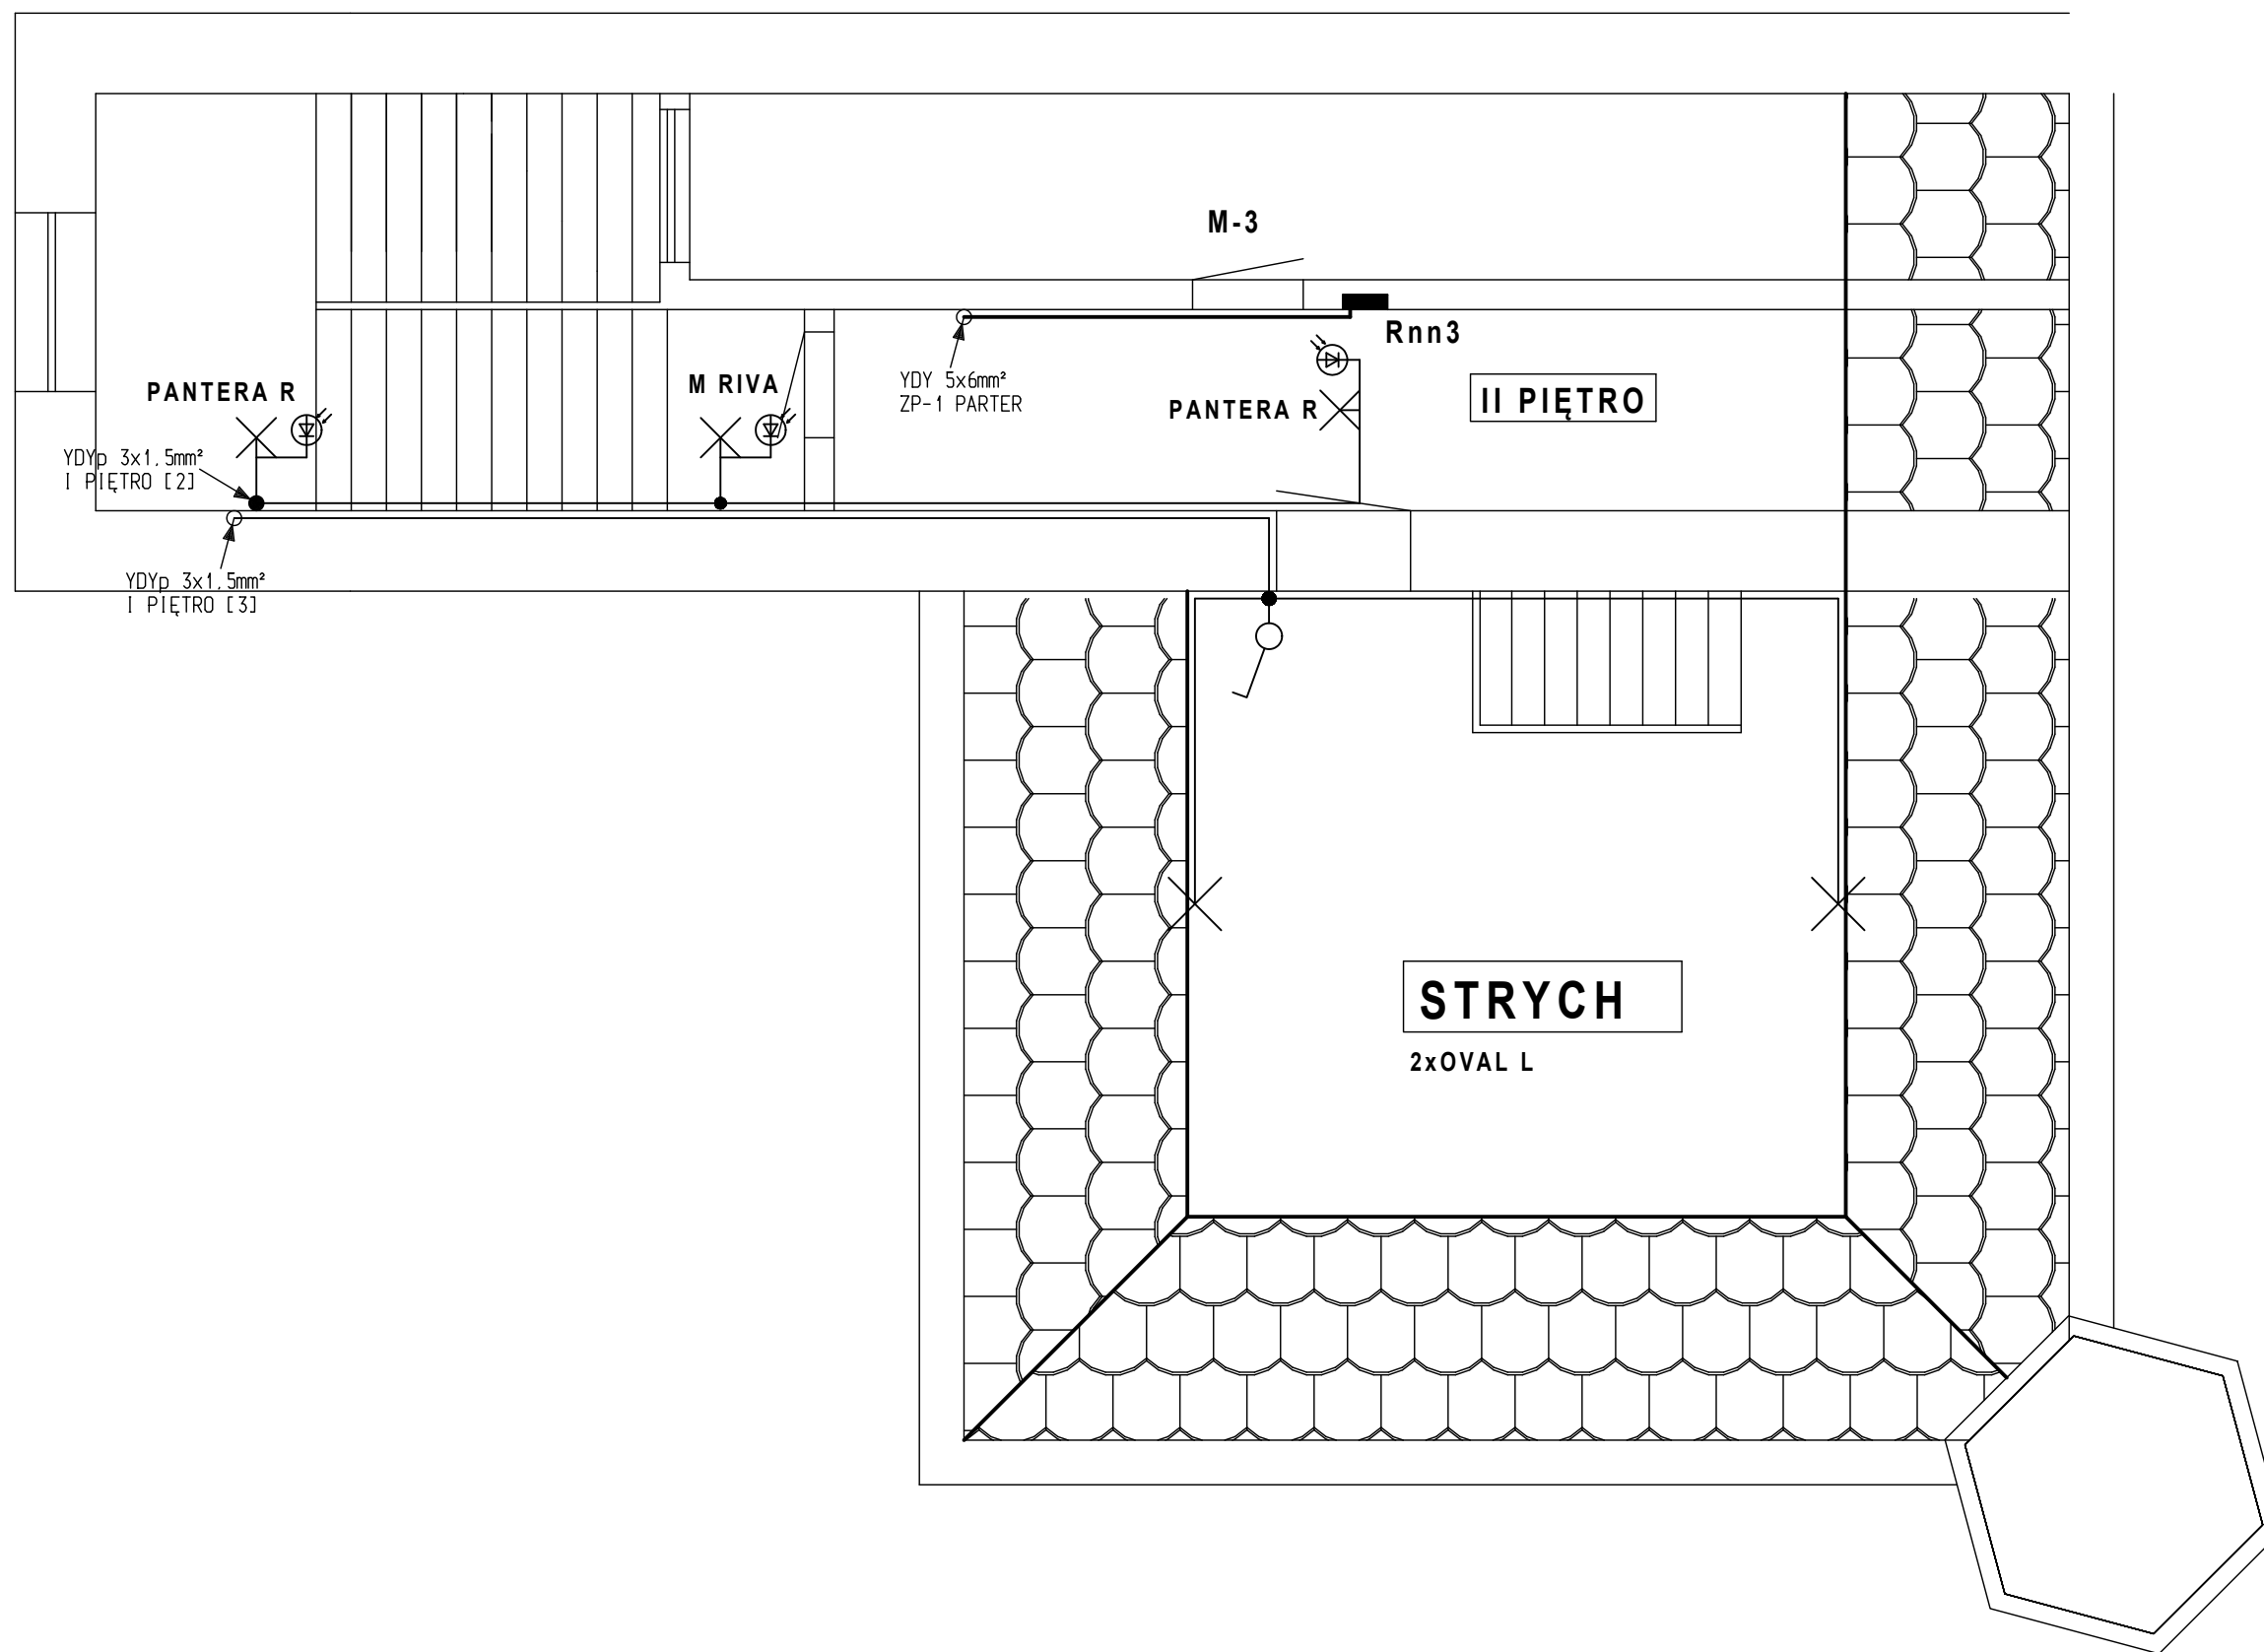 M-3
Rnn3
PANTERA R
M RIVA
YDY 5x6mm²
ZP-1 PARTER
PANTERA R
II PIĘTRO
YDYp 3x1.5mm²
I PIĘTRO [2]
YDYp 3x1.5mm²
I PIĘTRO [3]
STRYCH
2xOVAL L